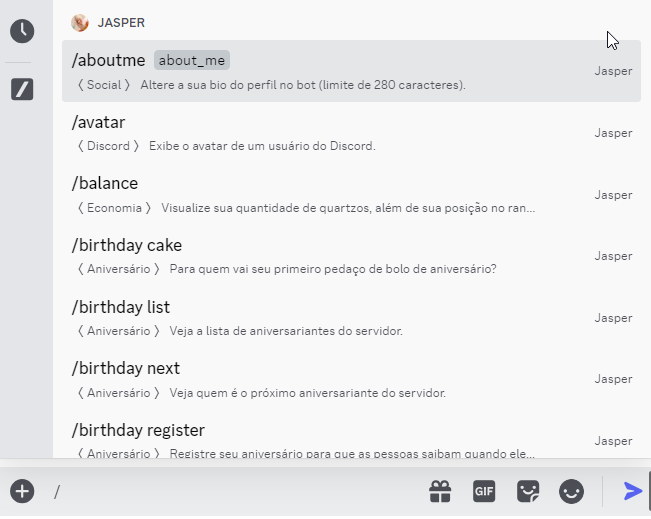 JASPER
/aboutme about_me
〈 Social 〉 Altere a sua bio do perfil no bot (limite de 280 caracteres).
Jasper
/avatar
〈 Discord 〉 Exibe o avatar de um usuário do Discord.
Jasper
/balance
〈 Economia 〉 Visualize sua quantidade de quartzos, além de sua posição no ran...
Jasper
/birthday cake
〈 Aniversário 〉 Para quem vai seu primeiro pedaço de bolo de aniversário?
Jasper
/birthday list
〈 Aniversário 〉 Veja a lista de aniversariantes do servidor.
Jasper
/birthday next
〈 Aniversário 〉 Veja quem é o próximo aniversariante do servidor.
Jasper
/birthday register
〈 Aniversário 〉 Registre seu aniversário para que as pessoas saibam quando ele...
Jasper
/
GIF